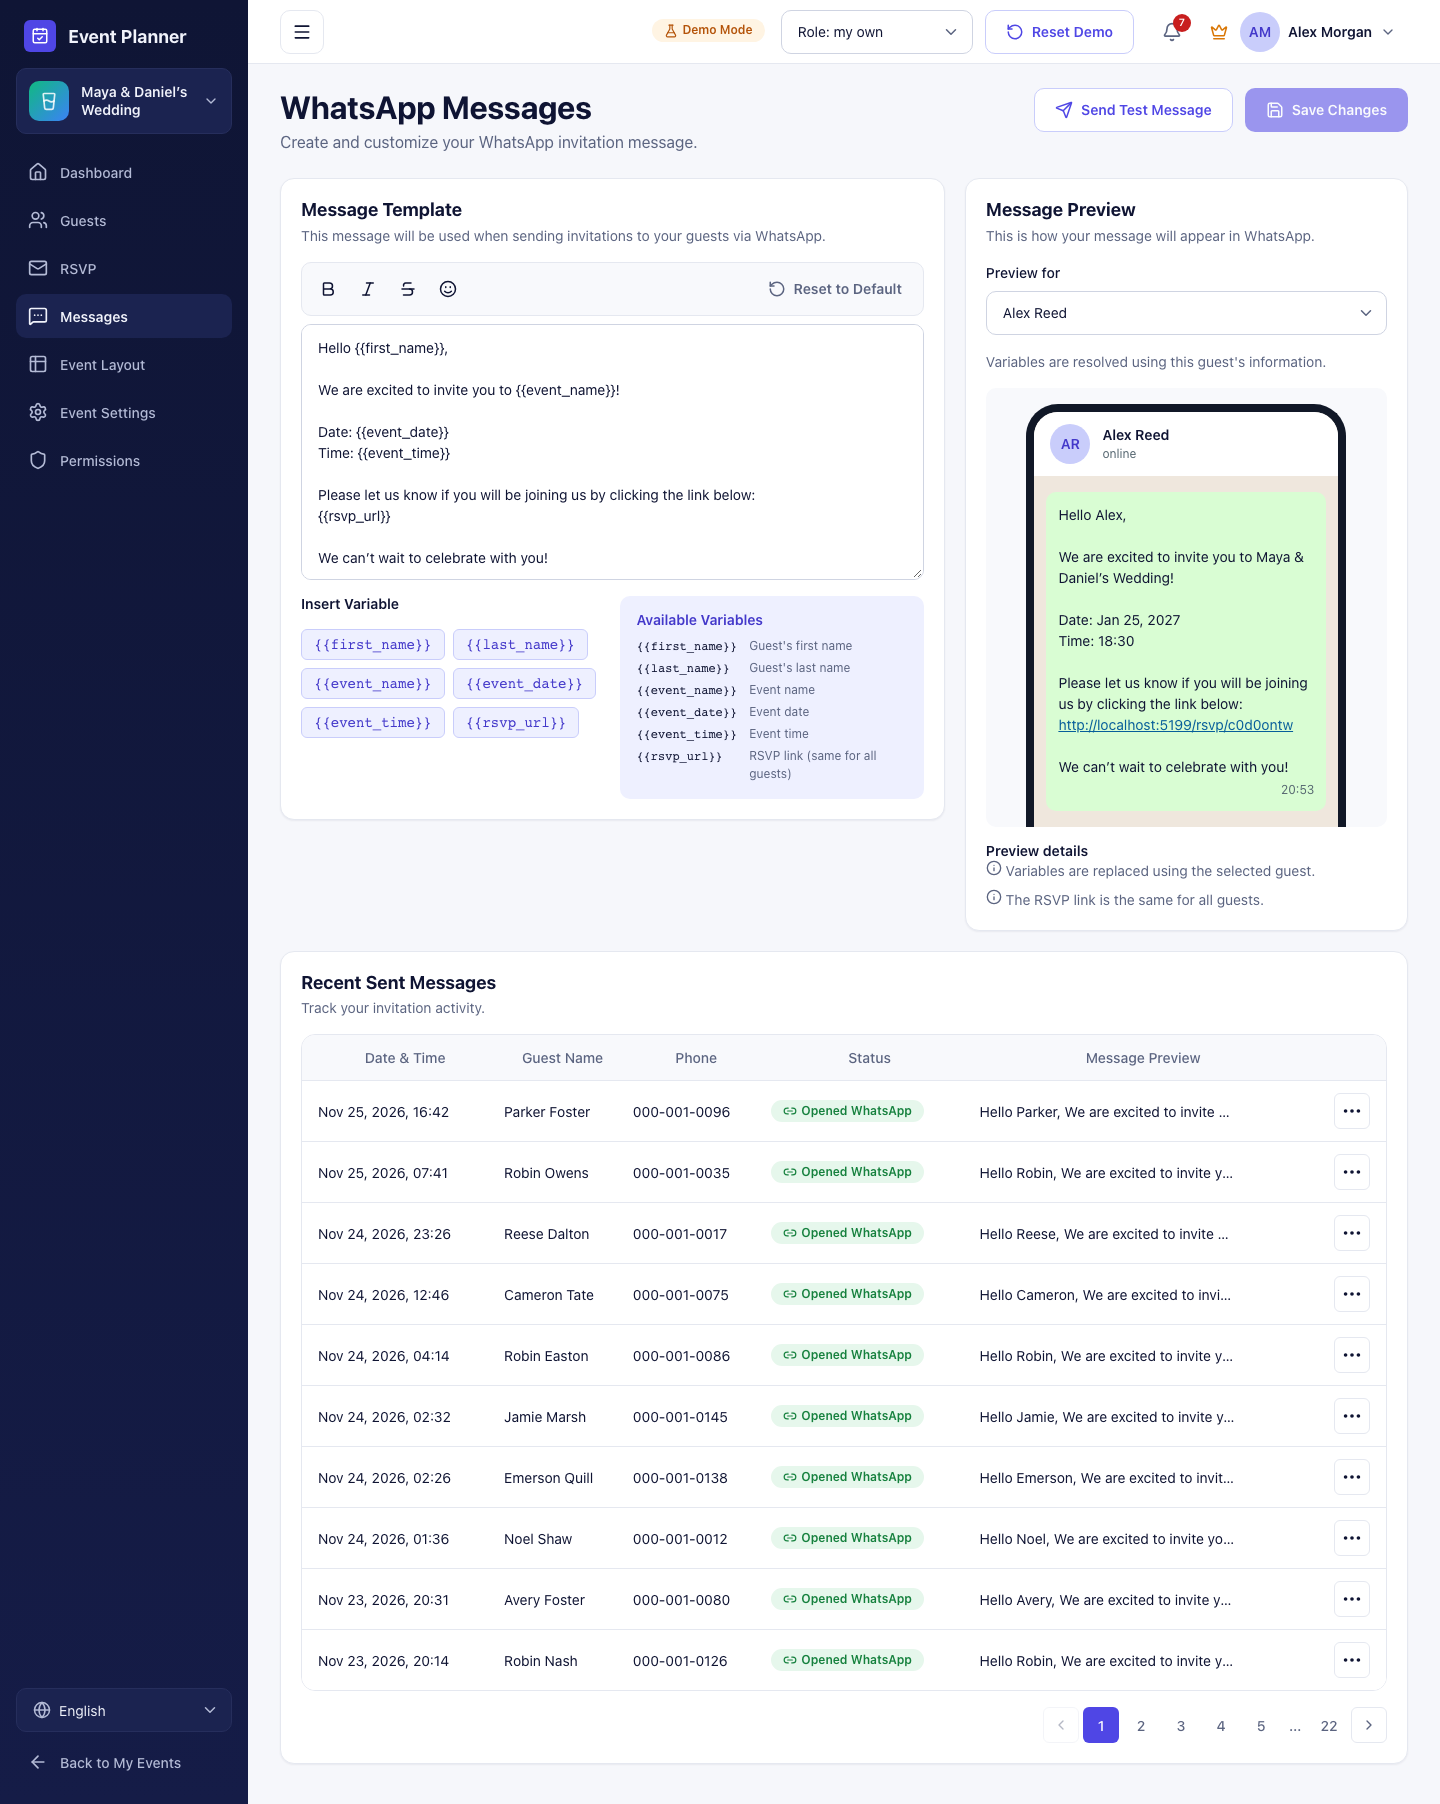 Event Planner
Maya & Daniel's
Wedding
Dashboard
Guests
RSVP
Messages
Event Layout
Event Settings
Permissions
English
Back to My Events
Demo Mode
Role: my own
Reset Demo
7
AM
Alex Morgan
WhatsApp Messages
Create and customize your WhatsApp invitation message.
Send Test Message
Save Changes
Message Template
This message will be used when sending invitations to your guests via WhatsApp.
Reset to Default
Hello {{first_name}},
We are excited to invite you to {{event_name}}!
Date: {{event_date}}
Time: {{event_time}}
Please let us know if you will be joining us by clicking the link below:
{{rsvp_url}}
We can’t wait to celebrate with you!
Insert Variable
{{first_name}} {{last_name}}
{{event_name}} {{event_date}}
{{event_time}} {{rsvp_url}}
Available Variables
{{first_name}} Guest's first name
{{last_name}} Guest's last name
{{event_name}} Event name
{{event_date}} Event date
{{event_time}} Event time
{{rsvp_url}} RSVP link (same for all
guests)
Message Preview
This is how your message will appear in WhatsApp.
Preview for
Alex Reed
Variables are resolved using this guest's information.
AR
Alex Reed
online
Hello Alex,
We are excited to invite you to Maya &
Daniel’s Wedding!
Date: Jan 25, 2027
Time: 18:30
Please let us know if you will be joining
us by clicking the link below:
http://localhost:5199/rsvp/c0d0ontw
We can’t wait to celebrate with you!
20:53
Preview details
Variables are replaced using the selected guest.
The RSVP link is the same for all guests.
Recent Sent Messages
Track your invitation activity.
Date & Time Guest Name Phone Status Message Preview
Nov 25, 2026, 16:42 Parker Foster 000-001-0096 Opened WhatsApp Hello Parker, We are excited to invite ...
Nov 25, 2026, 07:41 Robin Owens 000-001-0035 Opened WhatsApp Hello Robin, We are excited to invite y...
Nov 24, 2026, 23:26 Reese Dalton 000-001-0017 Opened WhatsApp Hello Reese, We are excited to invite ...
Nov 24, 2026, 12:46 Cameron Tate 000-001-0075 Opened WhatsApp Hello Cameron, We are excited to invi...
Nov 24, 2026, 04:14 Robin Easton 000-001-0086 Opened WhatsApp Hello Robin, We are excited to invite y...
Nov 24, 2026, 02:32 Jamie Marsh 000-001-0145 Opened WhatsApp Hello Jamie, We are excited to invite y...
Nov 24, 2026, 02:26 Emerson Quill 000-001-0138 Opened WhatsApp Hello Emerson, We are excited to invit...
Nov 24, 2026, 01:36 Noel Shaw 000-001-0012 Opened WhatsApp Hello Noel, We are excited to invite yo...
Nov 23, 2026, 20:31 Avery Foster 000-001-0080 Opened WhatsApp Hello Avery, We are excited to invite y...
Nov 23, 2026, 20:14 Robin Nash 000-001-0126 Opened WhatsApp Hello Robin, We are excited to invite y...
1 2 3 4 5 ... 22